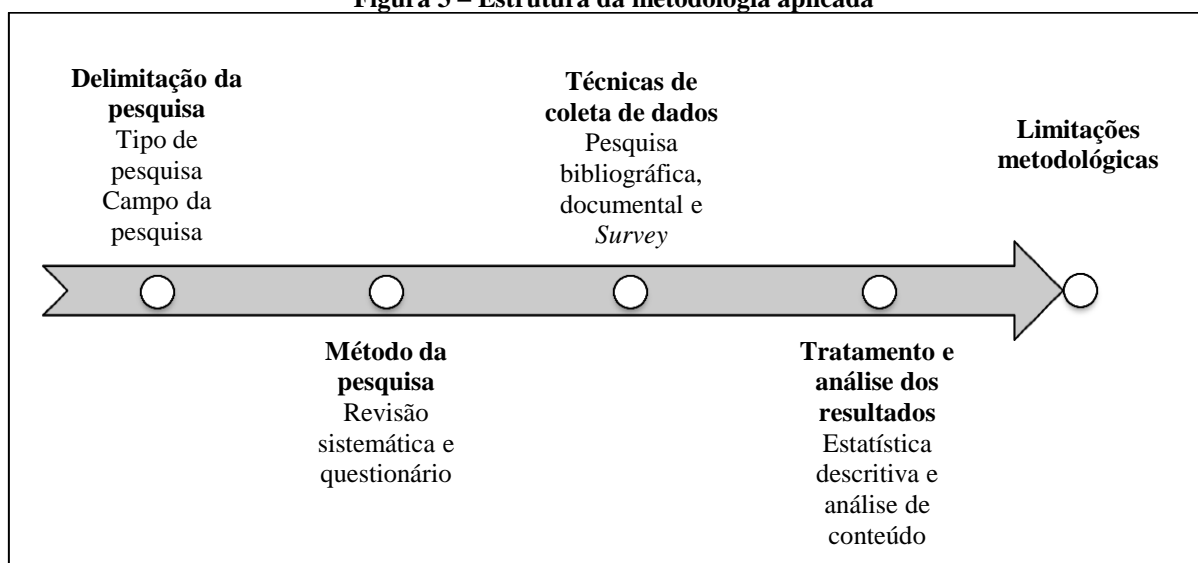 Figura 3 – Estrutura da metodologia aplicada
Delimitação da
pesquisa
Tipo de
pesquisa
Campo da
pesquisa
Método da
pesquisa
Revisão
sistemática e
questionário
Técnicas de
coleta de dados
Pesquisa
bibliográfica,
documental e
Survey
Tratamento e
análise dos
resultados
Estatística
descritiva e
análise de
conteúdo
Limitações
metodológicas